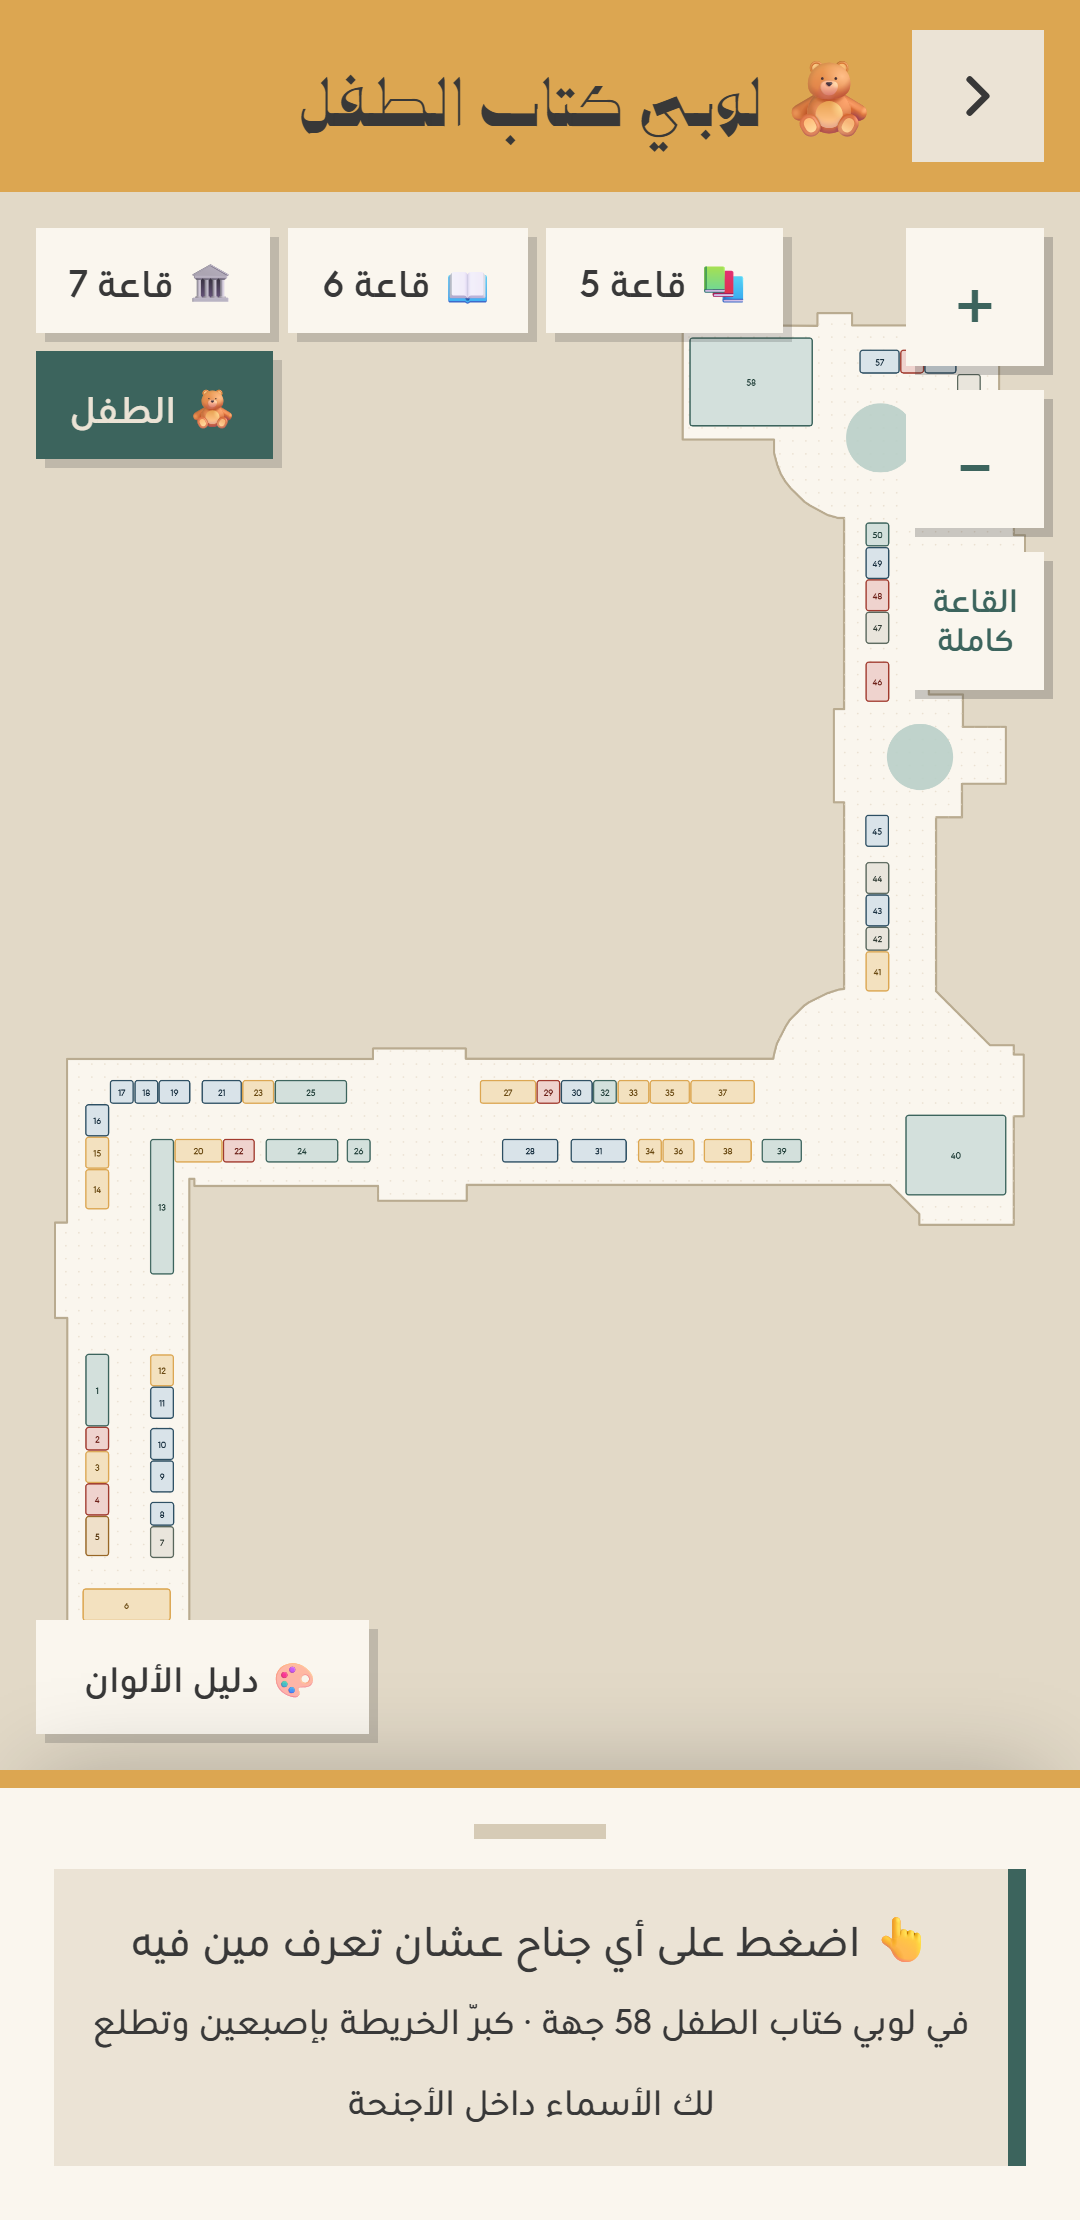 لوبي كتاب الطفل
قاعة 5
قاعة 6
قاعة 7
الطفل
+
−
القاعة
كاملة
58
57
50
49
48
47
46
45
44
43
42
41
17 18 19 21 23 25 27 29 30 32 33 35 37
16
15
14
20 22 24 26 28 31 34 36 38 39
40
13
1
2
3
4
5
12
11
10
9
8
7
6
دليل الألوان
اضغط على أي جناح عشان تعرف مين فيه
في لوبي كتاب الطفل 58 جهة · كبرّ الخريطة بإصبعين وتطلع
لك الأسماء داخل الأجنحة